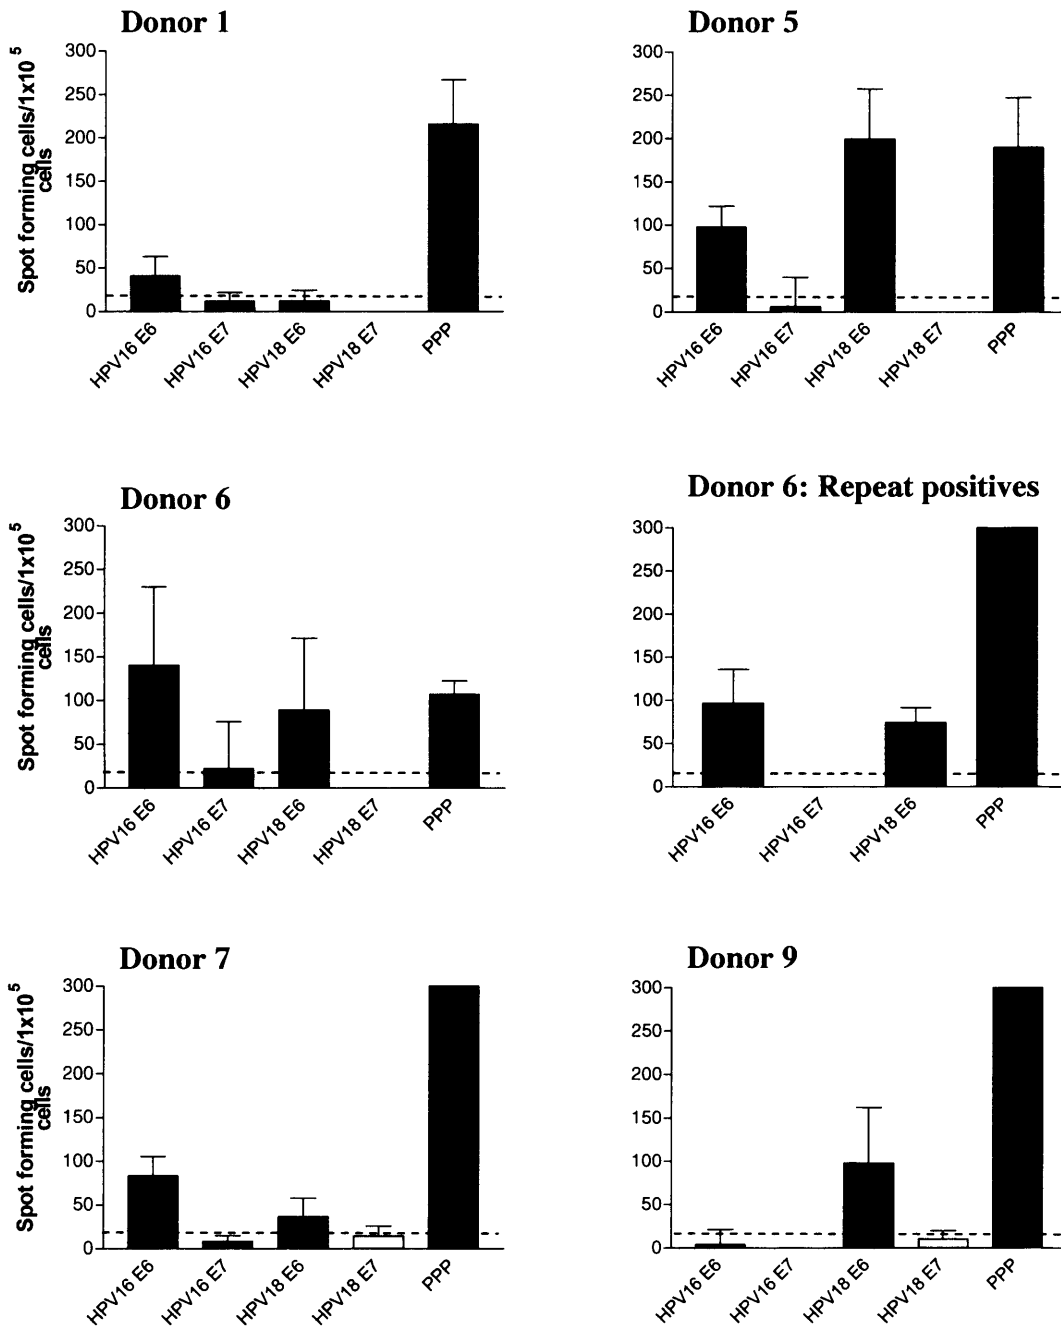 Donor 1
Spot forming cells/1x10 5
cells
300
250
200
150
100
50
0
HPV16 E6
HPV16 E7
HPV18 E6
HPV18 E7
PPP
Donor 5
300
250
200
150
100
50
0
HPV16 E6
HPV16 E7
HPV18 E6
HPV18 E7
PPP
Donor 6
Spot forming cells/1x10 5
cells
300
250
200
150
100
50
0
HPV16 E6
HPV16 E7
HPV18 E6
HPV18 E7
PPP
Donor 6: Repeat positives
300
250
200
150
100
50
0
HPV16 E6
HPV16 E7
HPV18 E6
PPP
Donor 7
Spot forming cells/1x10 5
cells
300
250
200
150
100
50
0
HPV16 E6
HPV16 E7
HPV18 E6
HPV18 E7
PPP
Donor 9
300
250
200
150
100
50
0
HPV16 E6
HPV16 E7
HPV18 E6
HPV18 E7
PPP